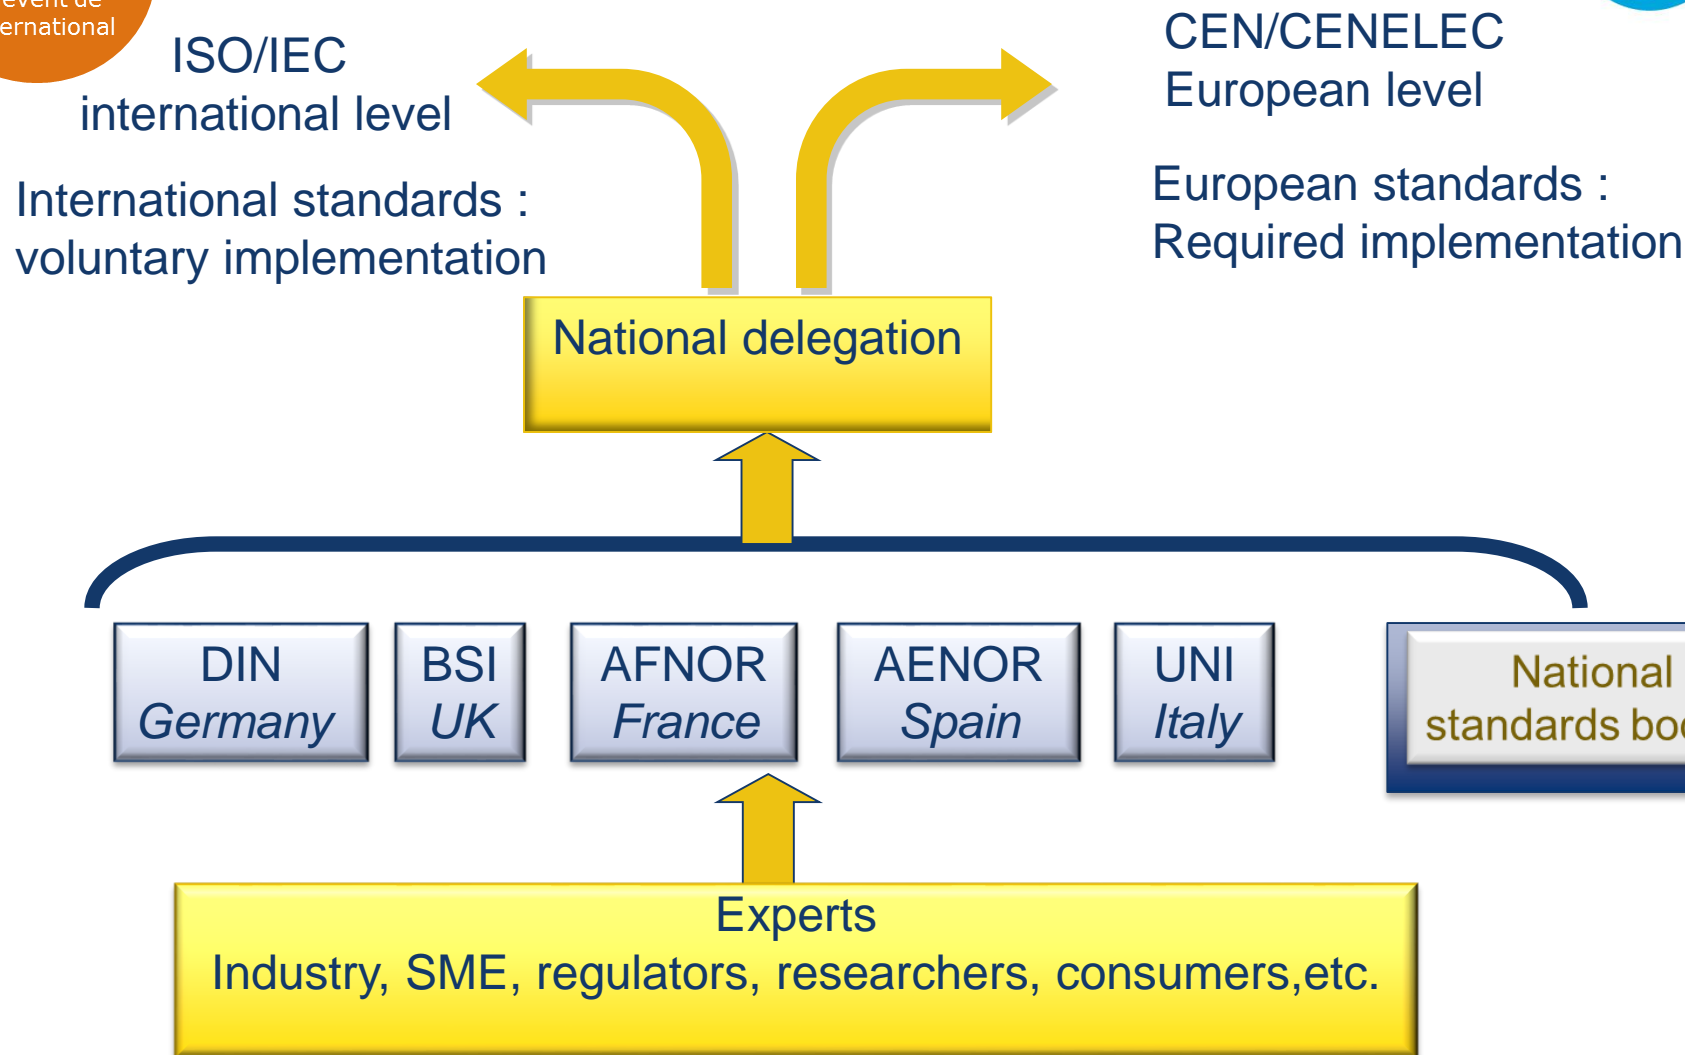 ISO/IEC
international level
International standards :
voluntary implementation
CEN/CENELEC
European level
European standards :
Required implementation
National delegation
DIN
Germany
BSI
UK
AFNOR
France
AENOR
Spain
UNI
Italy
National
standards
Experts
Industry, SME, regulators, researchers, consumers,etc.